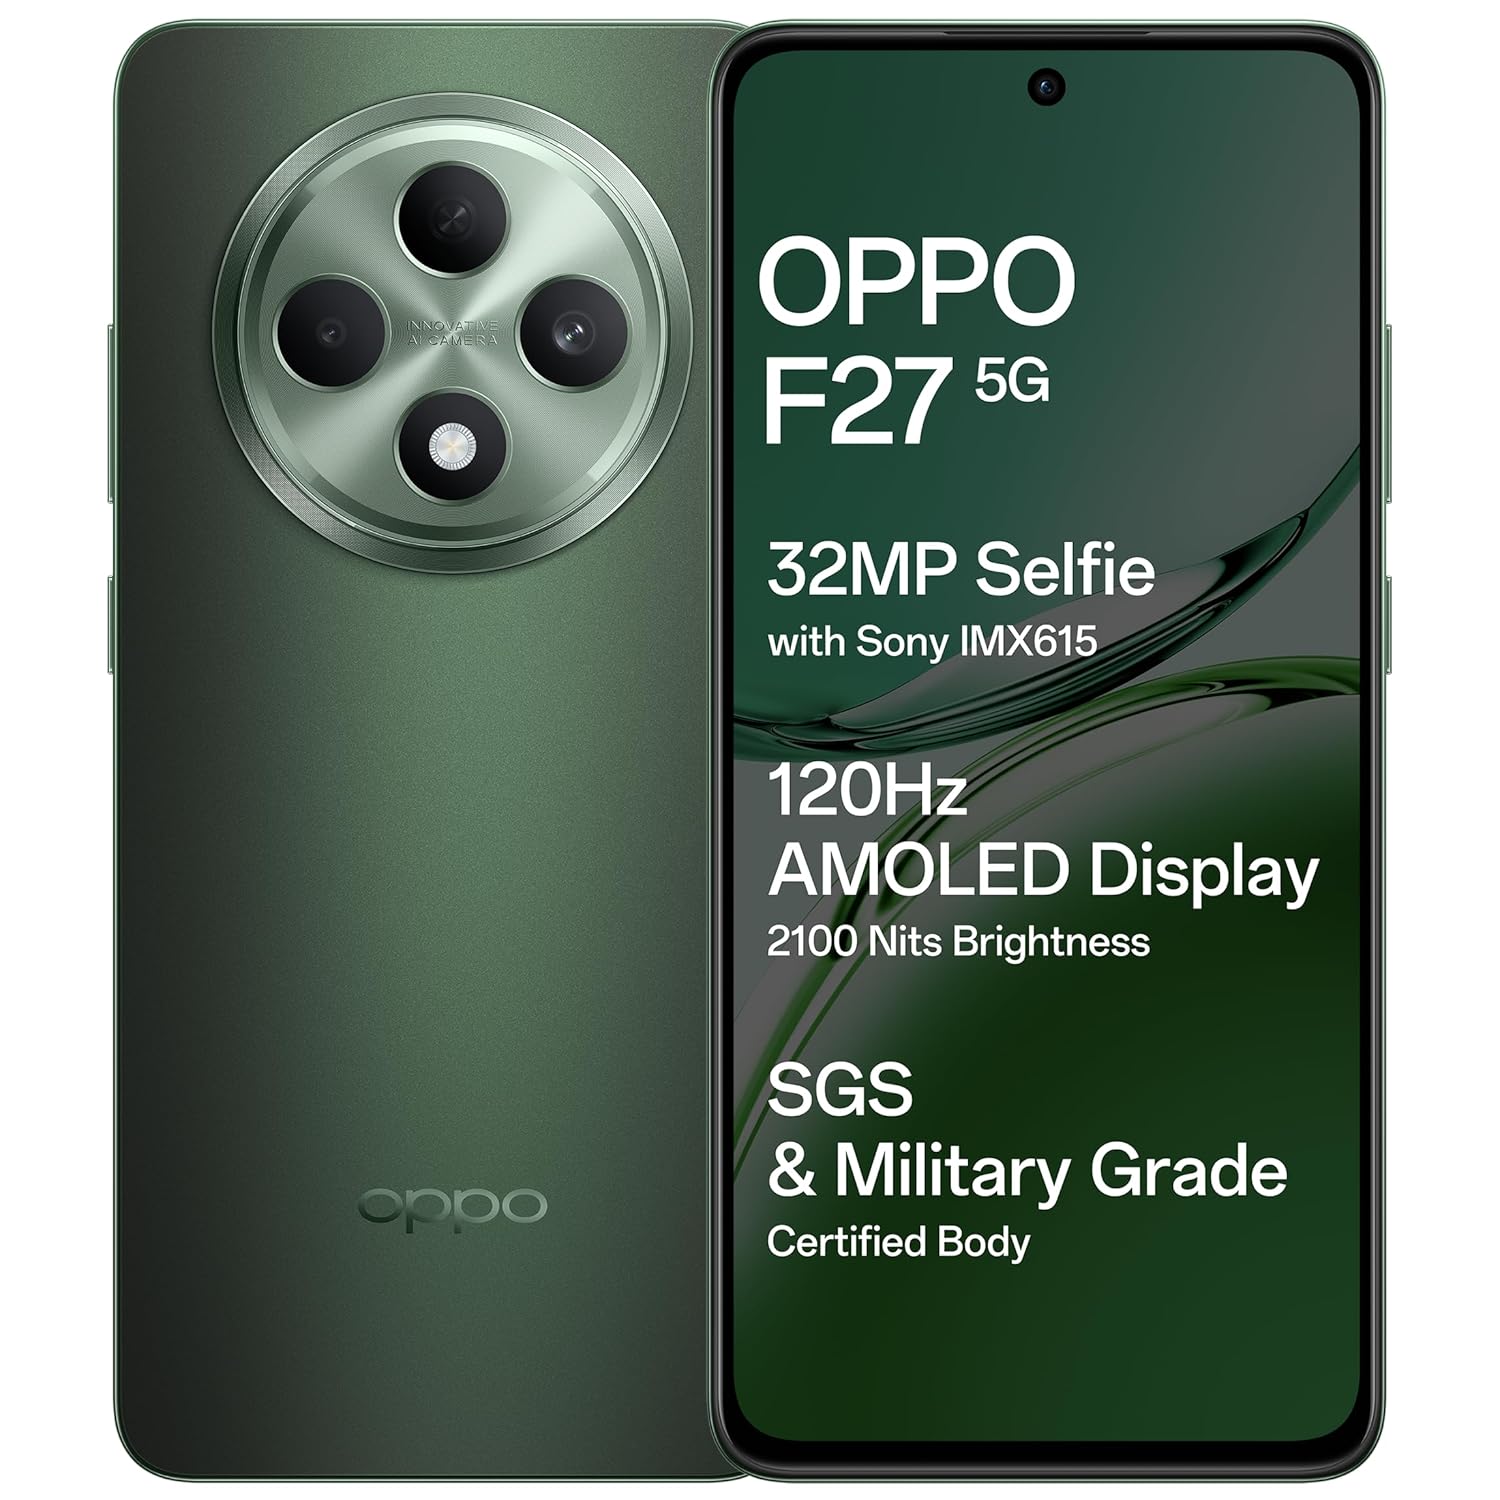 INNOVATIVE
AI CAMERA
oppo
OPPO
F27 5G
32MP Selfie
with Sony IMX615
120Hz
AMOLED Display
2100 Nits Brightness
SGS
& Military Grade
Certified Body